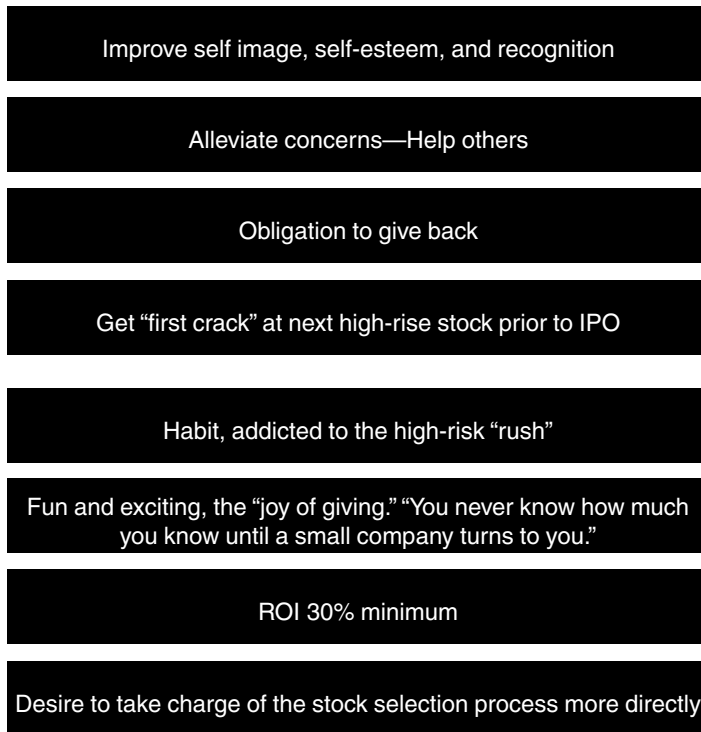 Improve self image, self-esteem, and recognition
Alleviate concerns—Help others
Obligation to give back
Get “first crack” at next high-rise stock prior to IPO
Habit, addicted to the high-risk “rush”
Fun and exciting, the “joy of giving.” “You never know how much
you know until a small company turns to you.”
ROI 30% minimum
Desire to take charge of the stock selection process more directly